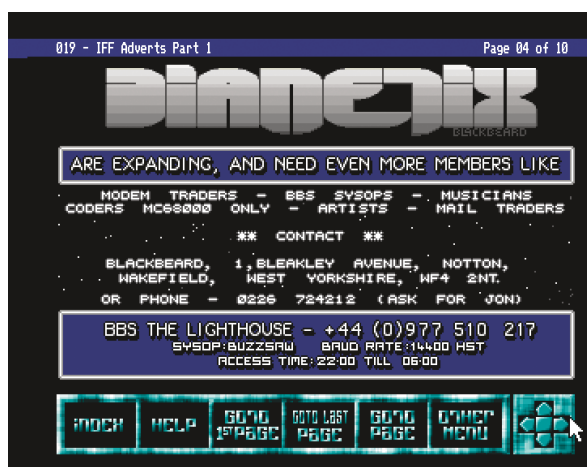 019 - IFF Adverts Part 1 Page 04 of 10
DIANETIX
BLACKBEARD
ARE EXPANDING, AND NEED EVEN MORE MEMBERS LIKE
MODEM TRADERS - BBS SYSOPS - MUSICIANS
CODERS MC68000 ONLY - ARTISTS - MAIL TRADERS
** CONTACT **
BLACKBEARD, 1,BLEAKLEY AVENUE, NOTTON,
WAKEFIELD, WEST YORKSHIRE, WF4 2NT.
OR PHONE - 0226 724212 (ASK FOR JON)
BBS THE LIGHTHOUSE - +44 (0)977 510 217
SYSOP:BUZZSAW BAUD RATE:14400 HST
ACCESS TIME:22:00 TILL 06:00
INDEX HELP GOTO 1ST PAGE GOTO LAST PAGE GOTO PAGE OTHER MENU